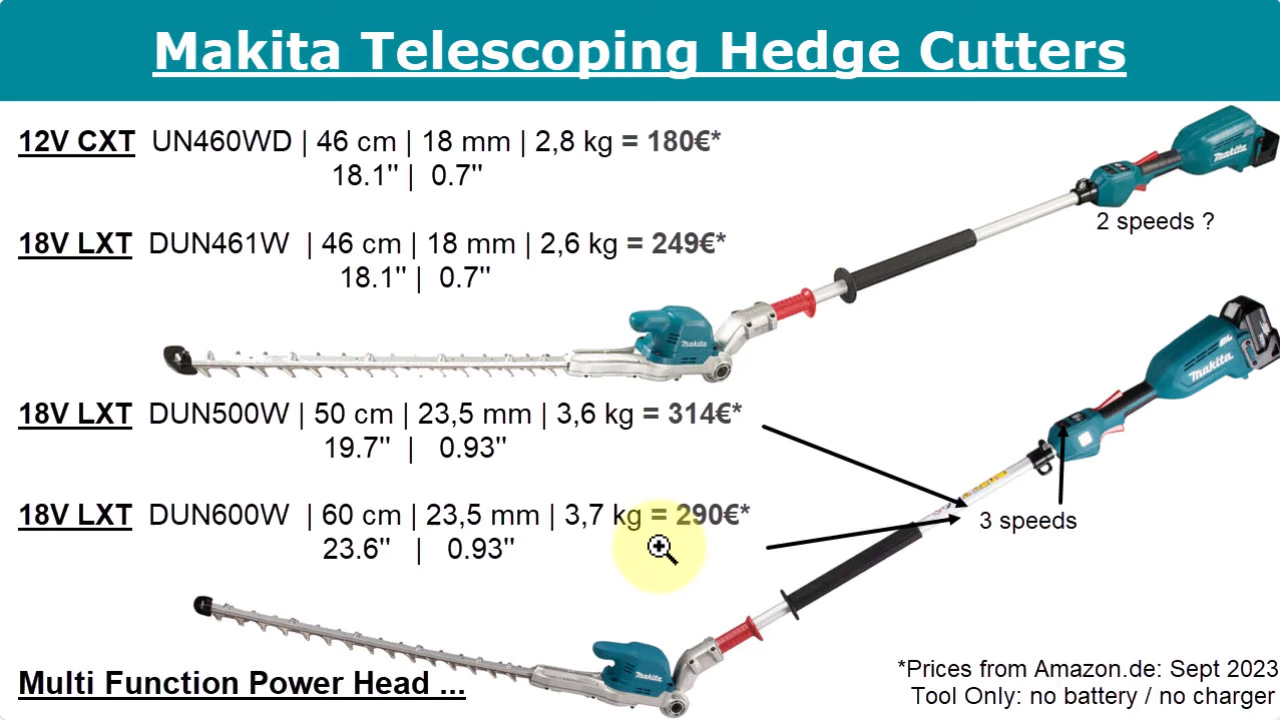 Makita Telescoping Hedge Cutters
12V CXT UN460WD | 46 cm | 18 mm | 2,8 kg = 180€*
18.1" | 0.7"
makita
2 speeds ?
18V LXT DUN461W | 46 cm | 18 mm | 2,6 kg = 249€*
18.1" | 0.7"
makita
makita
18V LXT DUN500W | 50 cm | 23,5 mm | 3,6 kg = 314€*
19.7" | 0.93"
18V LXT DUN600W | 60 cm | 23,5 mm | 3,7 kg = 290€*
3 speeds
23.6" | 0.93"
makita
Multi Function Power Head ...
*Prices from Amazon.de: Sept 2023
Tool Only: no battery / no charger